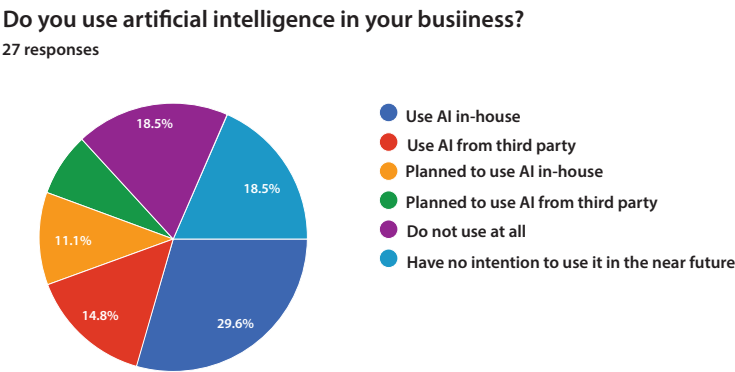 Do you use artificial intelligence in your busiiness?
27 responses
18.5%
18.5%
11.1%
14.8%
29.6%
Use AI in-house
Use AI from third party
Planned to use AI in-house
Planned to use AI from third party
Do not use at all
Have no intention to use it in the near future